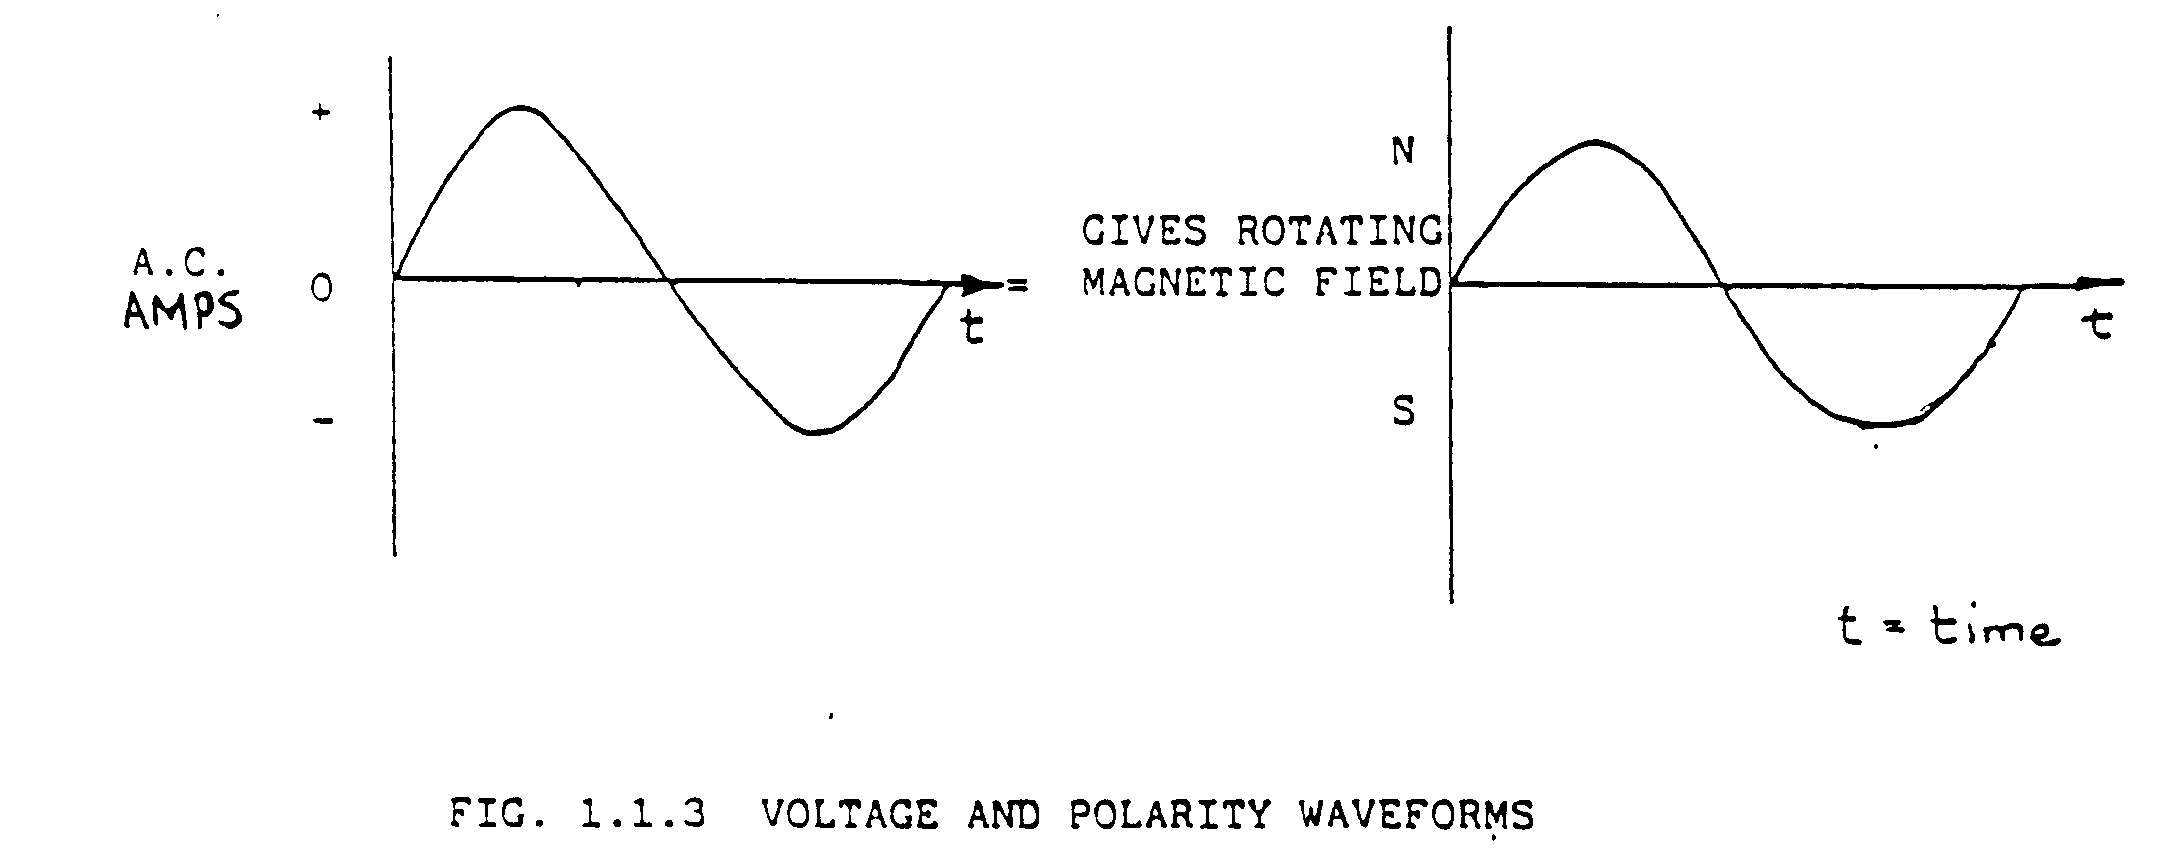 +
A.C.
AMPS
0
-
t
=
N
GIVES ROTATING
MAGNETIC FIELD
S
t
t = time
FIG. 1.1.3 VOLTAGE AND POLARITY WAVEFORMS